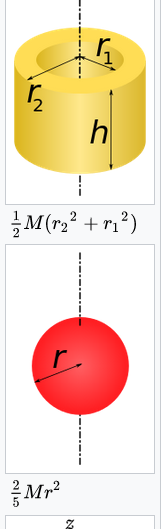 r₁
r₂
h
½M(r₂² + r₁²)
r
⅖Mr²
z